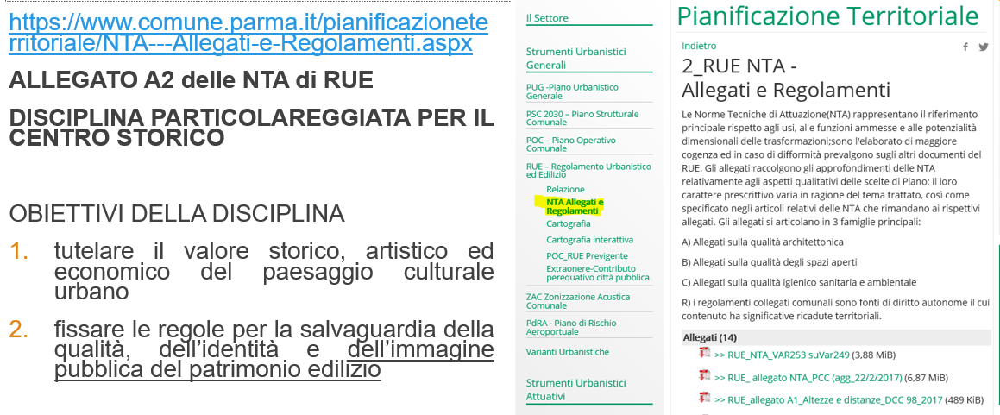 https://www.comune.parma.it/pianificazionete
rritoriale/NTA---Allegati-e-Regolamenti.aspx
ALLEGATO A2 delle NTA di RUE
DISCIPLINA PARTICOLAREGGIATA PER IL
CENTRO STORICO
OBIETTIVI DELLA DISCIPLINA
1. tutelare il valore storico, artistico ed
economico del paesaggio culturale
urbano
2. fissare le regole per la salvaguardia della
qualità, dell’identità e dell’immagine
pubblica del patrimonio edilizio
Il Settore
Strumenti Urbanistici
Generali
PUG -Piano Urbanistico
Generale
PSC 2030 – Piano Strutturale
Comunale
POC – Piano Operativo
Comunale
RUE – Regolamento Urbanistico
ed Edilizio
Relazione
NTA Allegati e
Regolamenti
Cartografia
Cartografia interattiva
POC_RUE Previgente
Extraonere-Contributo
perequativo città pubblica
ZAC Zonizzazione Acustica
Comunale
PdRA - Piano di Rischio
Aeroportuale
Varianti Urbanistiche
Strumenti Urbanistici
Attuativi
Pianificazione Territoriale
Indietro
2_RUE NTA -
Allegati e Regolamenti
Le Norme Tecniche di Attuazione(NTA) rappresentano il riferimento
principale rispetto agli usi, alle funzioni ammesse e alle potenzialità
dimensionali delle trasformazioni;sono l'elaborato di maggiore
cogenza ed in caso di difformità prevalgono sugli altri documenti del
RUE. Gli allegati raccolgono gli approfondimenti delle NTA
relativamente agli aspetti qualitativi delle scelte di Piano; il loro
carattere prescrittivo varia in ragione del tema trattato, così come
specificato negli articoli relativi delle NTA che rimandano ai rispettivi
allegati. Gli allegati si articolano in 3 famiglie principali:
A) Allegati sulla qualità architettonica
B) Allegati sulla qualità degli spazi aperti
C) Allegati sulla qualità igienico sanitaria e ambientale
R) i regolamenti collegati comunali sono fonti di diritto autonome il cui
contenuto ha significative ricadute territoriali.
Allegati (14)
>> RUE_NTA_VAR253 suVar249 (3,88 MiB)
>> RUE_ allegato NTA_PCC (agg_22/2/2017) (6,87 MiB)
>> RUE_allegato A1_Altezze e distanze_DCC 98_2017 (489 KiB)